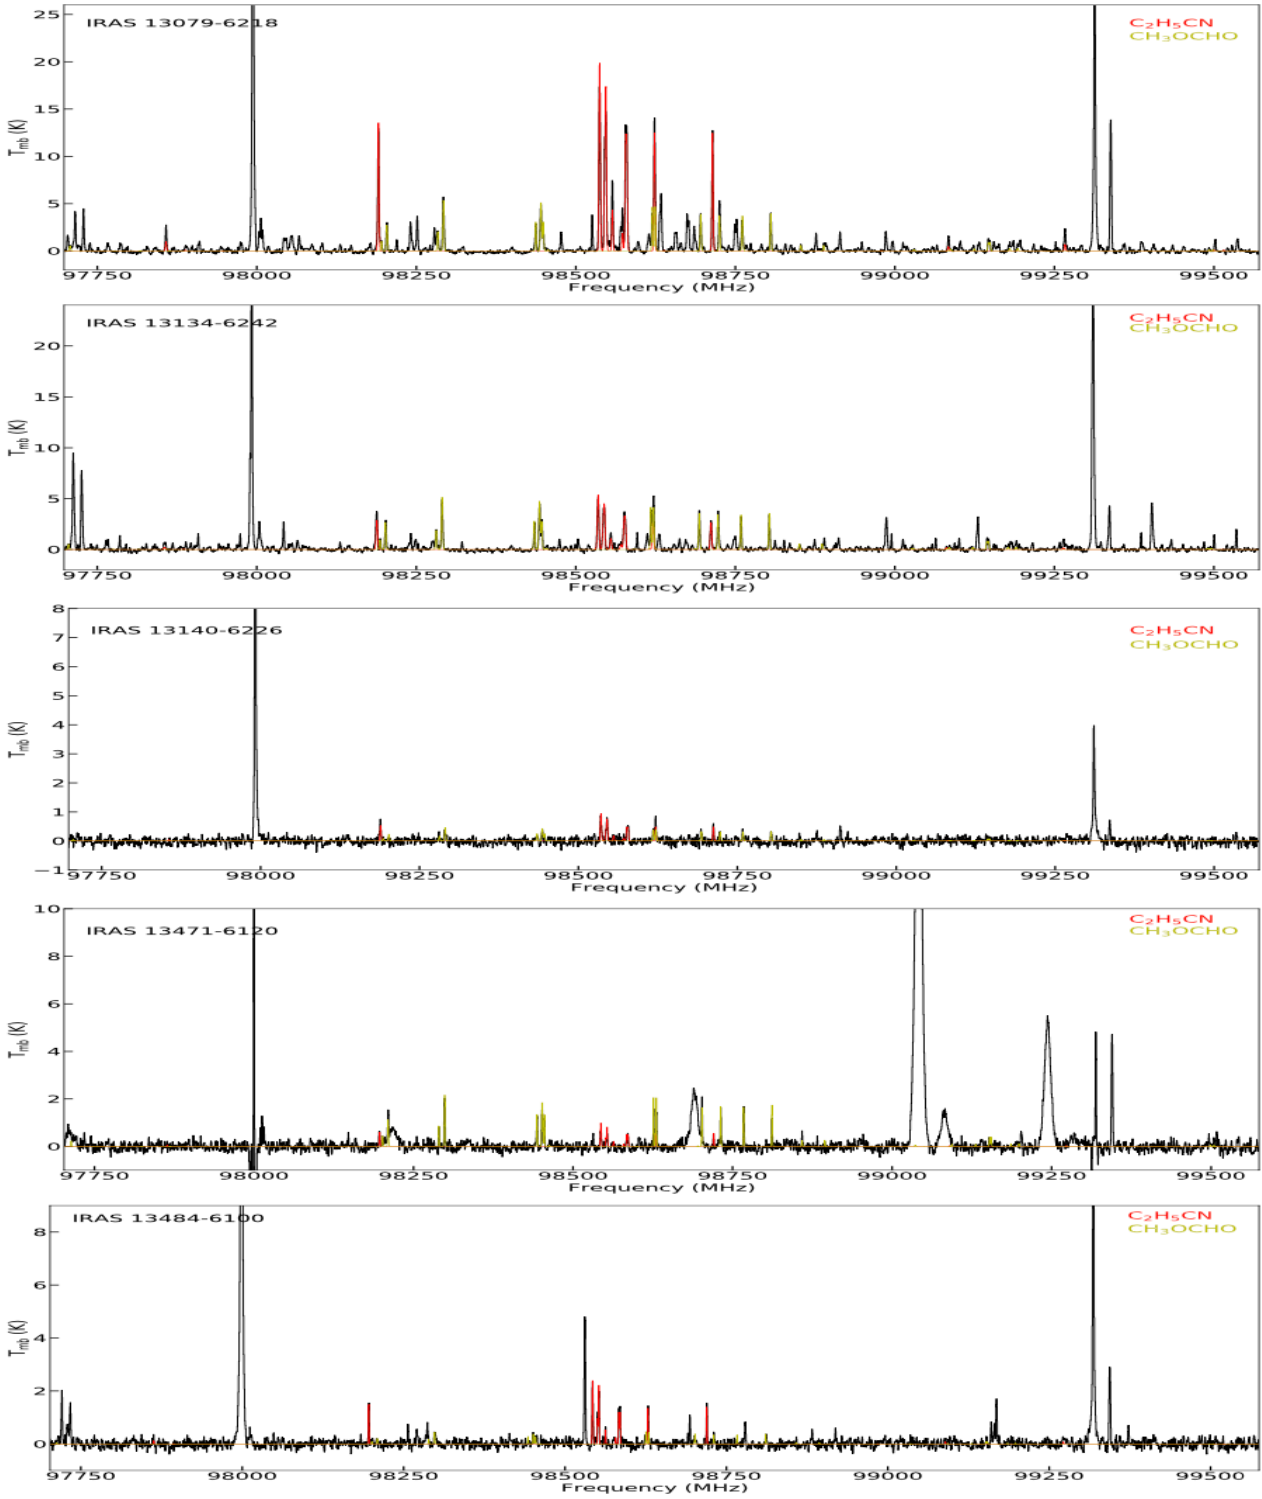 IRAS 13079-6218
C₂H₅CN
CH₃OCHO
25
20
15
10
5
0
T_mb (K)
97750 98000 98250 98500 98750 99000 99250 99500
Frequency (MHz)
IRAS 13134-6242
C₂H₅CN
CH₃OCHO
20
15
10
5
0
T_mb (K)
97750 98000 98250 98500 98750 99000 99250 99500
Frequency (MHz)
IRAS 13140-6226
C₂H₅CN
CH₃OCHO
8
7
6
5
4
3
2
1
0
−1
T_mb (K)
97750 98000 98250 98500 98750 99000 99250 99500
Frequency (MHz)
IRAS 13471-6120
C₂H₅CN
CH₃OCHO
10
8
6
4
2
0
T_mb (K)
97750 98000 98250 98500 98750 99000 99250 99500
Frequency (MHz)
IRAS 13484-6100
C₂H₅CN
CH₃OCHO
8
6
4
2
0
T_mb (K)
97750 98000 98250 98500 98750 99000 99250 99500
Frequency (MHz)